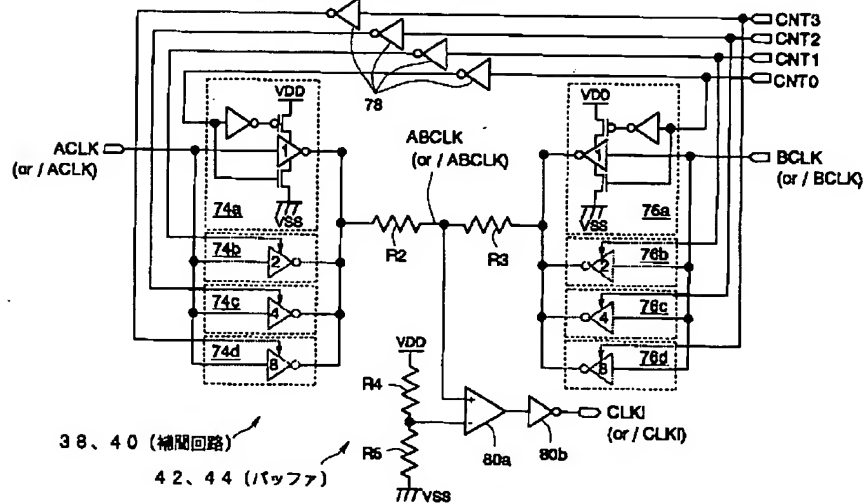 CNT3
CNT2
CNT1
CNT0
78
VDD
VDD
ACLK
(or / ACLK)
1
ABCLK
(or / ABCLK)
1
BCLK
(or / BCLK)
74a
VSS
VSS
76a
R2
R3
74b
2
76b
2
74c
4
76c
4
74d
8
76d
8
VDD
R4
R5
VSS
80a
80b
CLKI
(or / CLKI)
38、40 (補間回路)
42、44 (バッファ)